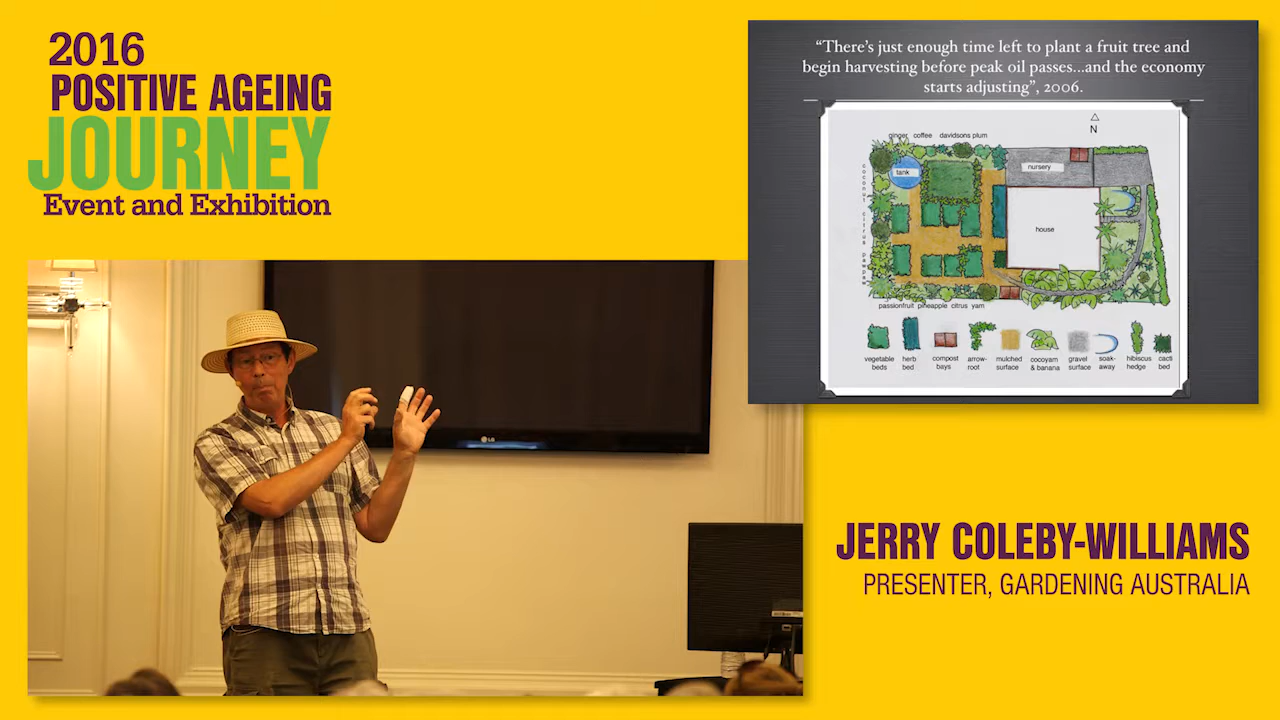 2016
POSITIVE AGEING
JOURNEY
Event and Exhibition
“There’s just enough time left to plant a fruit tree and
begin harvesting before peak oil passes...and the economy
starts adjusting”, 2006.
N
ginger coffee davidsons plum
coconut citrus pawpaw
tank
nursery
house
passionfruit pineapple citrus yam
vegetable beds
herb bed
compost bays
arrow-root
mulched surface
cocoyam & banana
gravel surface
soak-away
hibiscus hedge
cacti bed
LG
JERRY COLEBY-WILLIAMS
PRESENTER, GARDENING AUSTRALIA